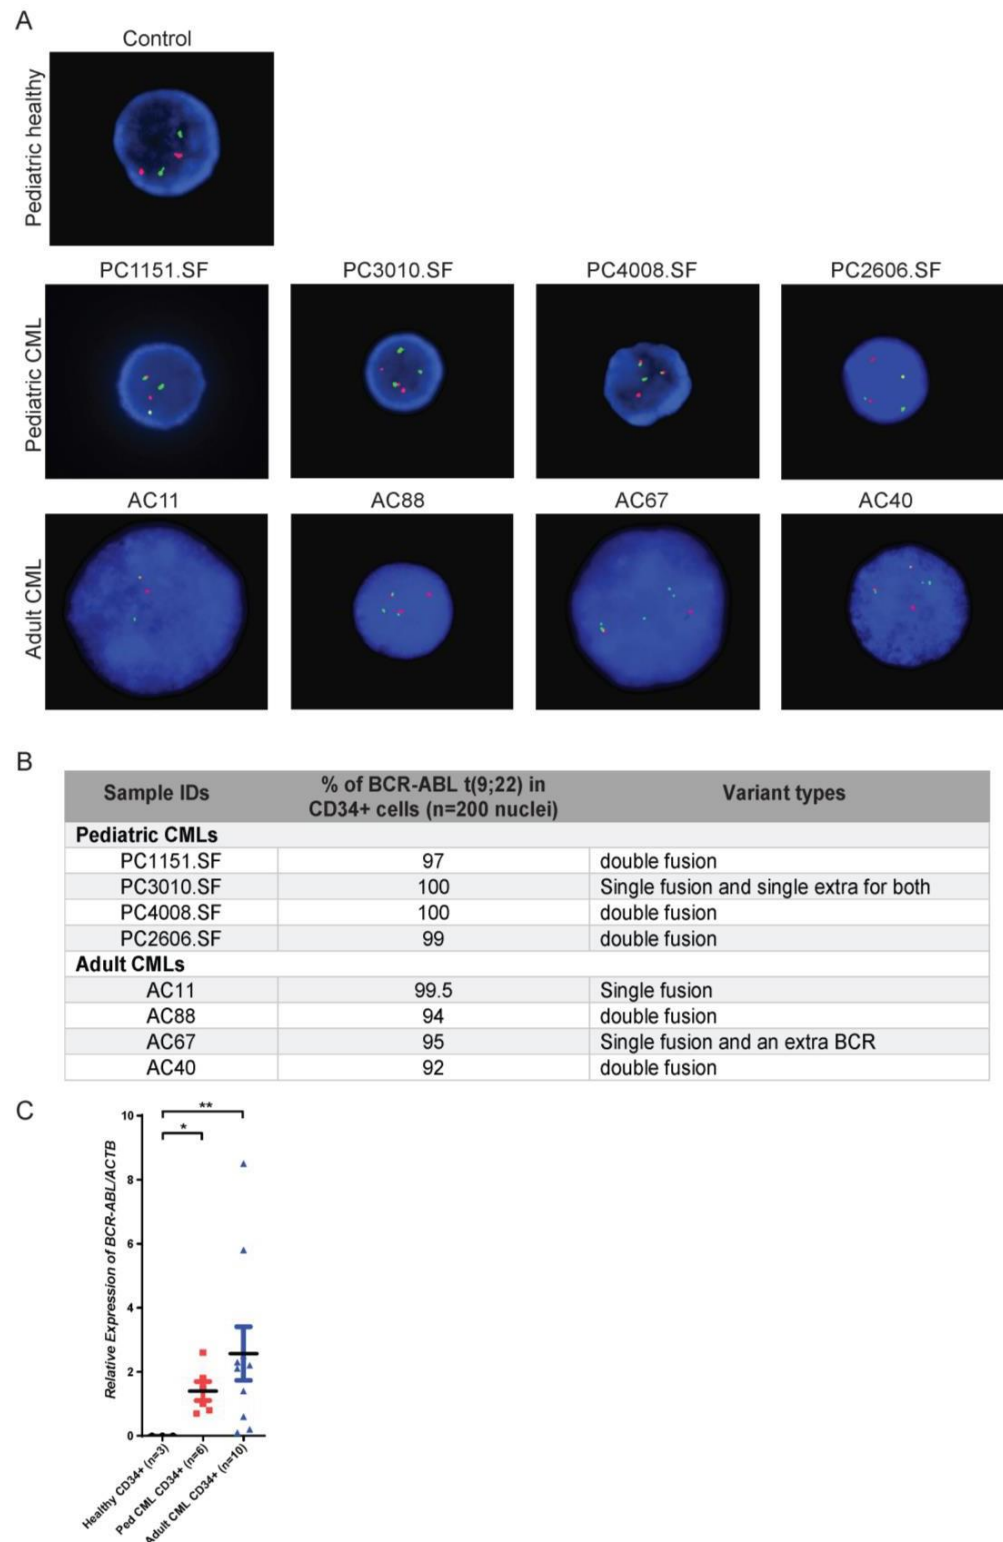 A
Control
Pediatric healthy
PC1151.SF PC3010.SF PC4008.SF PC2606.SF
Pediatric CML
AC11 AC88 AC67 AC40
Adult CML
B
Sample IDs % of BCR-ABL t(9;22) in CD34+ cells (n=200 nuclei) Variant types
Pediatric CMLs
PC1151.SF 97 double fusion
PC3010.SF 100 Single fusion and single extra for both
PC4008.SF 100 double fusion
PC2606.SF 99 double fusion
Adult CMLs
AC11 99.5 Single fusion
AC88 94 double fusion
AC67 95 Single fusion and an extra BCR
AC40 92 double fusion
C
Relative Expression of BCR-ABL/ACTB
10
**
*
8
6
4
2
0
Healthy CD34+ (n=3)
Ped CML CD34+ (n=6)
Adult CML CD34+ (n=10)